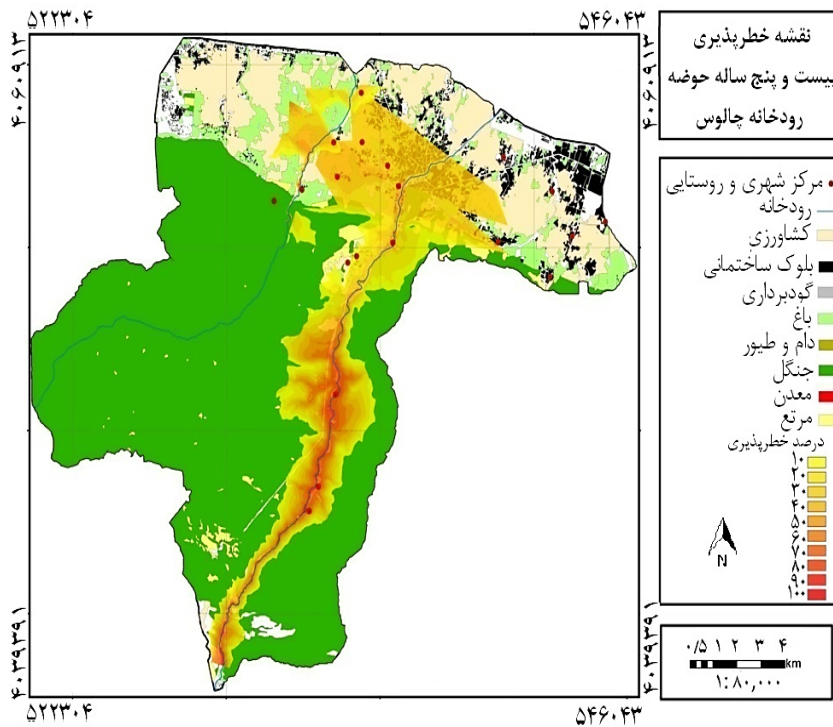 ۵۲۲۳۰۴
۵۴۶۰۴۳
۴۰۶۰۹۱۳
۴۰۶۰۹۱۳
نقشه خطرپذیری
بیست و پنج ساله حوضه
رودخانه چالوس
مرکز شهری و روستایی
رودخانه
کشاورزی
بلوک ساختمانی
گودبرداری
باغ
دام و طیور
جنگل
معدن
مرتع
درصد خطرپذیری
۱۰
۲۰
۳۰
۴۰
۵۰
۶۰
۷۰
۸۰
۹۰
۱۰۰
N
۴۰۳۹۳۹۱
۴۰۳۹۳۹۱
۰/۵ ۱ ۲ ۳ ۴
km
۱:۸۰,۰۰۰
۵۲۲۳۰۴
۵۴۶۰۴۳